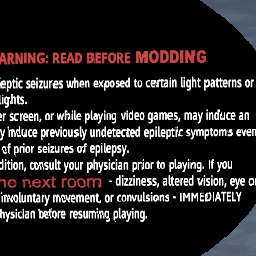 ARNING: READ BEFORE MODDING
eptic seizures when exposed to certain light patterns or
lights.
er screen, or while playing video games, may induce an
y induce previously undetected epileptic symptoms even
of prior seizures of epilepsy.
dition, consult your physician prior to playing. If you
he next room - dizziness, altered vision, eye or
involuntary movement, or convulsions - IMMEDIATELY
hysician before resuming playing.